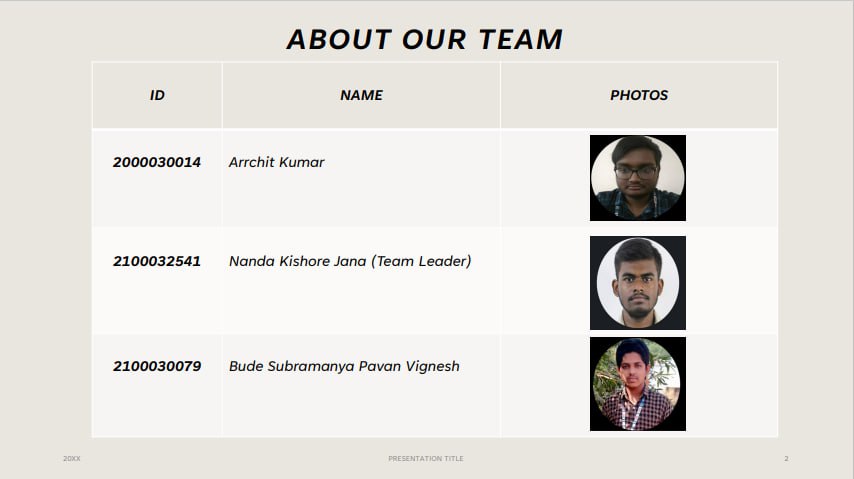 ABOUT OUR TEAM
ID NAME PHOTOS
2000030014 Arrchit Kumar
2100032541 Nanda Kishore Jana (Team Leader)
2100030079 Bude Subramanya Pavan Vignesh
20XX PRESENTATION TITLE 2